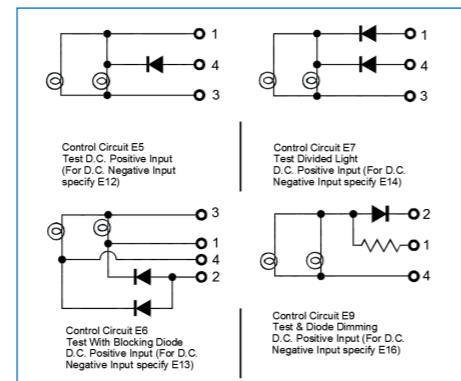 1
4
3
Control Circuit E5
Test D.C. Positive Input
(For D.C. Negative Input
specify E12)
1
4
3
Control Circuit E7
Test Divided Light
D.C. Positive Input (For D.C.
Negative Input specify E14)
3
1
4
2
Control Circuit E6
Test With Blocking Diode
D.C. Positive Input (For D.C.
Negative Input specify E13)
2
1
4
Control Circuit E9
Test & Diode Dimming
D.C. Positive Input (For D.C.
Negative Input specify E16)